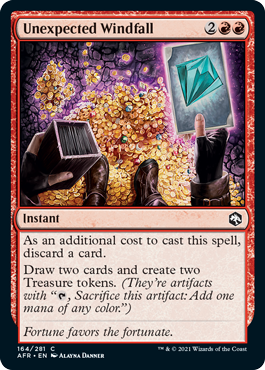 Unexpected Windfall 2
Instant
As an additional cost to cast this spell,
discard a card.
Draw two cards and create two
Treasure tokens. (They're artifacts
with “, Sacrifice this artifact: Add one
mana of any color.”)
Fortune favors the fortunate.
164/281 C
AFR • EN ALAYNA DANNER
™ & © 2021 Wizards of the Coast